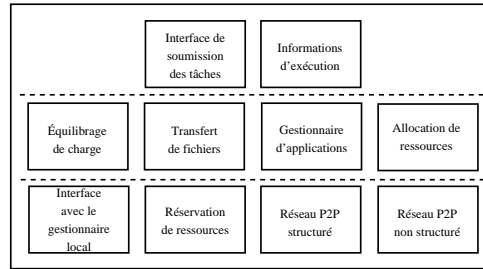 Interface de
soumission
des tâches
Informations
d'exécution
Équilibrage
de charge
Transfert
de fichiers
Gestionnaire
d'applications
Allocation de
ressources
Interface
avec le
gestionnaire
local
Réservation
de ressources
Réseau P2P
structuré
Réseau P2P
non structuré